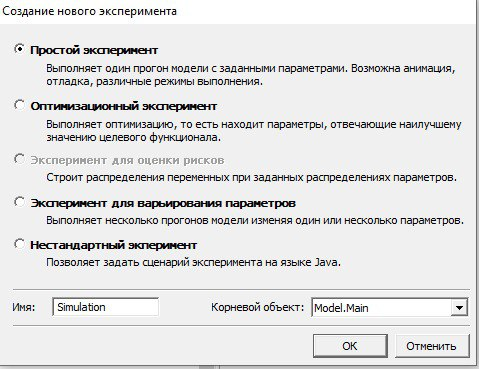 Создание нового эксперимента
Простой эксперимент
Выполняет один прогон модели с заданными параметрами. Возможна анимация,
отладка, различные режимы выполнения.
Оптимизационный эксперимент
Выполняет оптимизацию, то есть находит параметры, отвечающие наилучшему
значению целевого функционала.
Эксперимент для оценки рисков
Строит распределения переменных при заданных распределениях параметров.
Эксперимент для варьирования параметров
Выполняет несколько прогонов модели изменяя один или несколько параметров.
Нестандартный эксперимент
Позволяет задать сценарий эксперимента на языке Java.
Имя: Simulation Корневой объект: Model.Main
OK Отменить